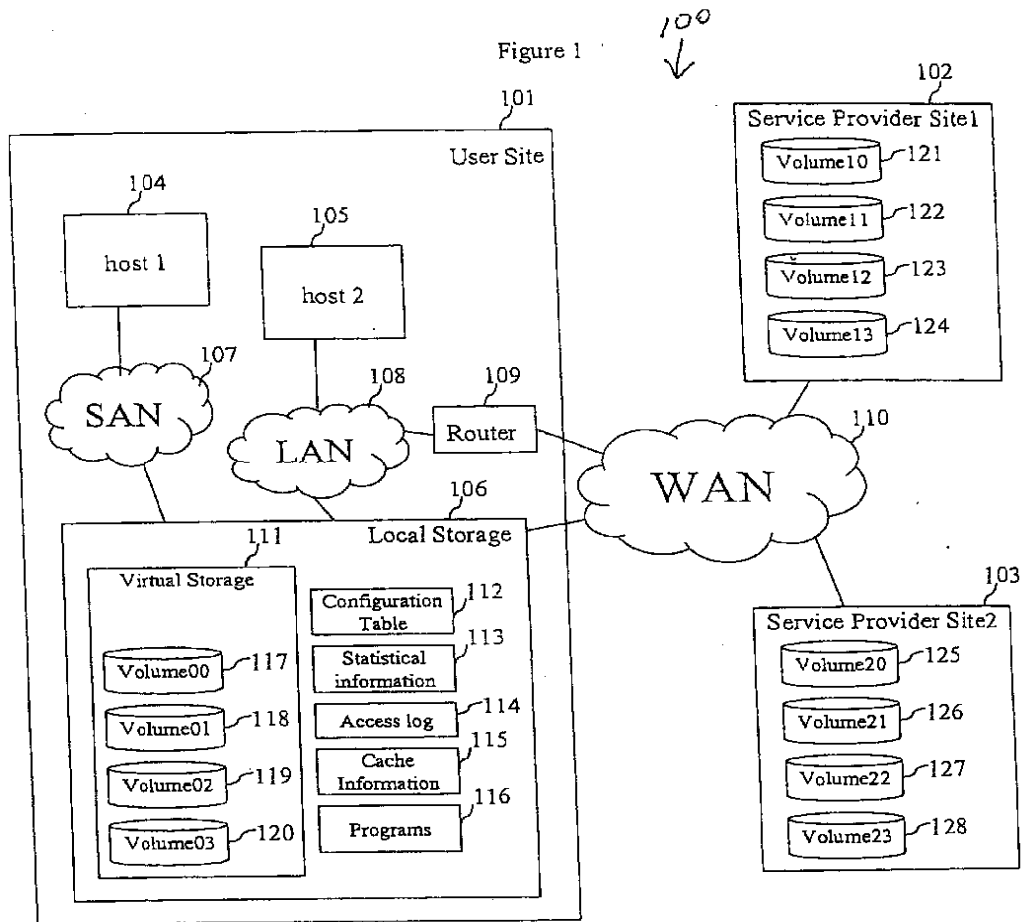 Figure 1
100
101
User Site
104
host 1
105
host 2
107
SAN
108
LAN
109
Router
106
Local Storage
111
Virtual Storage
Volume00
117
Volume01
118
Volume02
119
Volume03
120
Configuration
Table
112
Statistical
information
113
Access log
114
Cache
Information
115
Programs
116
110
WAN
102
Service Provider Site1
Volume10
121
Volume11
122
Volume12
123
Volume13
124
103
Service Provider Site2
Volume20
125
Volume21
126
Volume22
127
Volume23
128